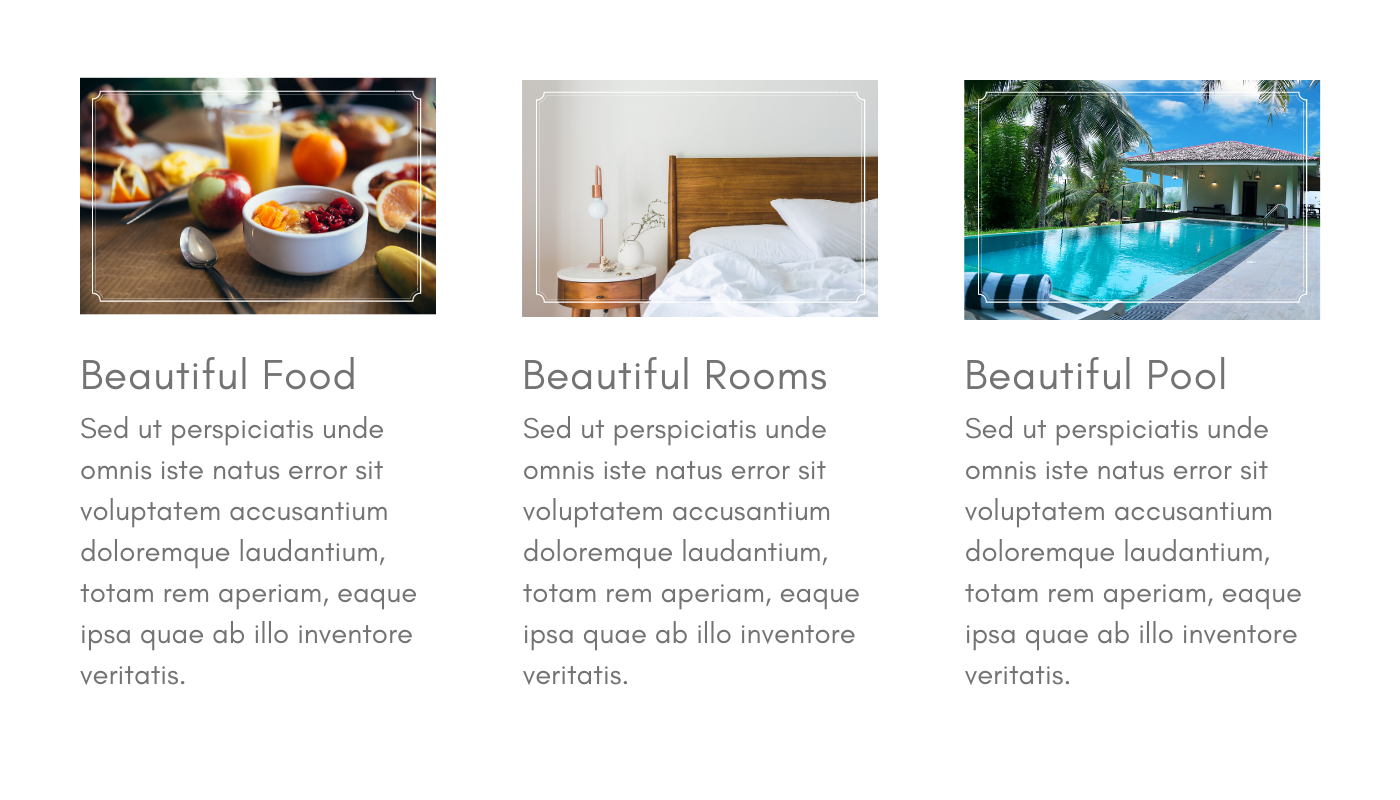 Beautiful Food
Sed ut perspiciatis unde
omnis iste natus error sit
voluptatem accusantium
doloremque laudantium,
totam rem aperiam, eaque
ipsa quae ab illo inventore
veritatis.
Beautiful Rooms
Sed ut perspiciatis unde
omnis iste natus error sit
voluptatem accusantium
doloremque laudantium,
totam rem aperiam, eaque
ipsa quae ab illo inventore
veritatis.
Beautiful Pool
Sed ut perspiciatis unde
omnis iste natus error sit
voluptatem accusantium
doloremque laudantium,
totam rem aperiam, eaque
ipsa quae ab illo inventore
veritatis.